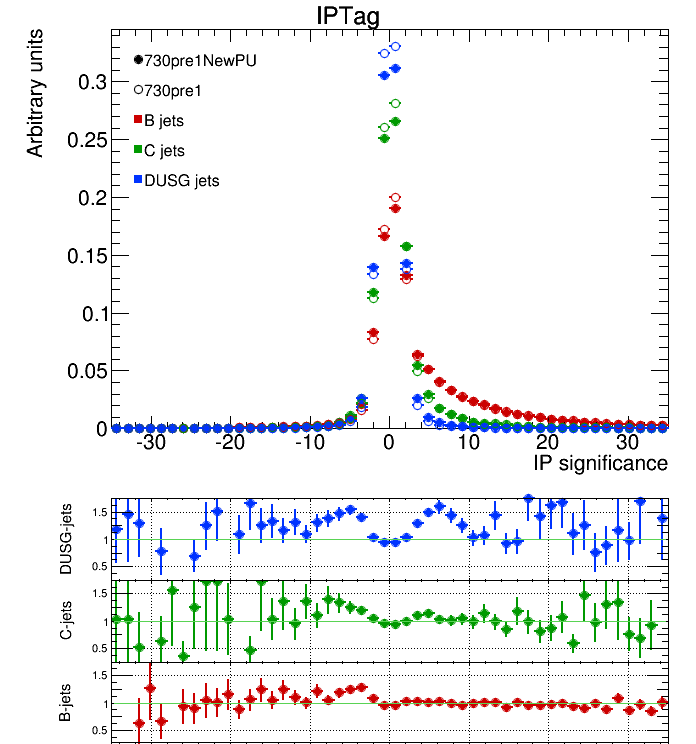 IPTag
Arbitrary units
730pre1NewPU
730pre1
B jets
C jets
DUSG jets
0.3
0.25
0.2
0.15
0.1
0.05
0
-30 -20 -10 0 10 20 30
IP significance
DUSG-jets
1.5
1
0.5
C-jets
1.5
1
0.5
B-jets
1.5
1
0.5